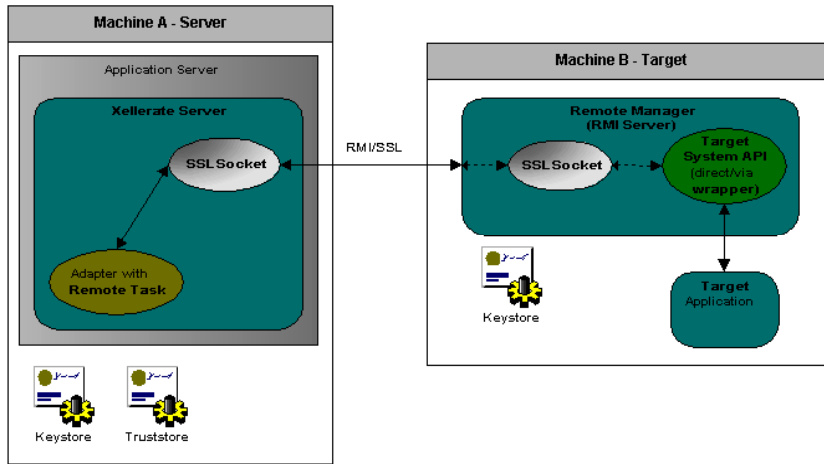 Machine A - Server
Application Server
Xellerate Server
SSLSocket
Adapter with
Remote Task
Keystore
Truststore
RMI/SSL
Machine B - Target
Remote Manager
(RMI Server)
SSLSocket
Target
System API
(direct/via
wrapper)
Keystore
Target
Application